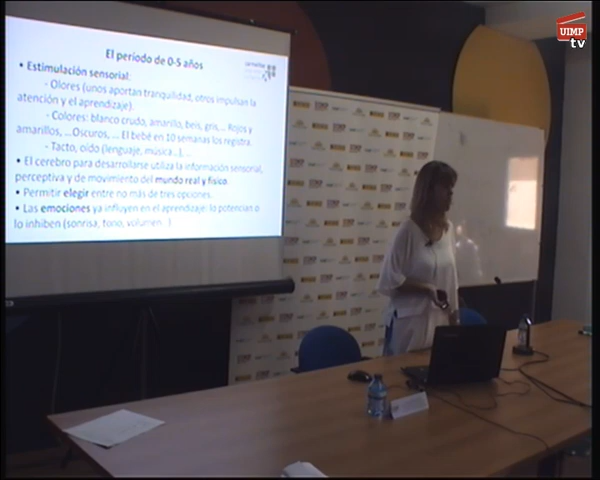 El periodo de 0-5 años
• Estimulación sensorial:
- Olores (unos aportan tranquilidad, otros impulsan la
atención y el aprendizaje).
- Colores: blanco crudo, amarillo, beis, gris,... Rojos y
amarillos, ...Oscuros, ... El bebé en 10 semanas los registra.
- Tacto, oído (lenguaje, música...), ...
• El cerebro para desarrollarse utiliza la información sensorial,
perceptiva y de movimiento del mundo real y físico.
• Permitir elegir entre no más de tres opciones.
• Las emociones ya influyen en el aprendizaje: lo potencian o
lo inhiben (sonrisa, tono, volumen...).
UIMP
tv